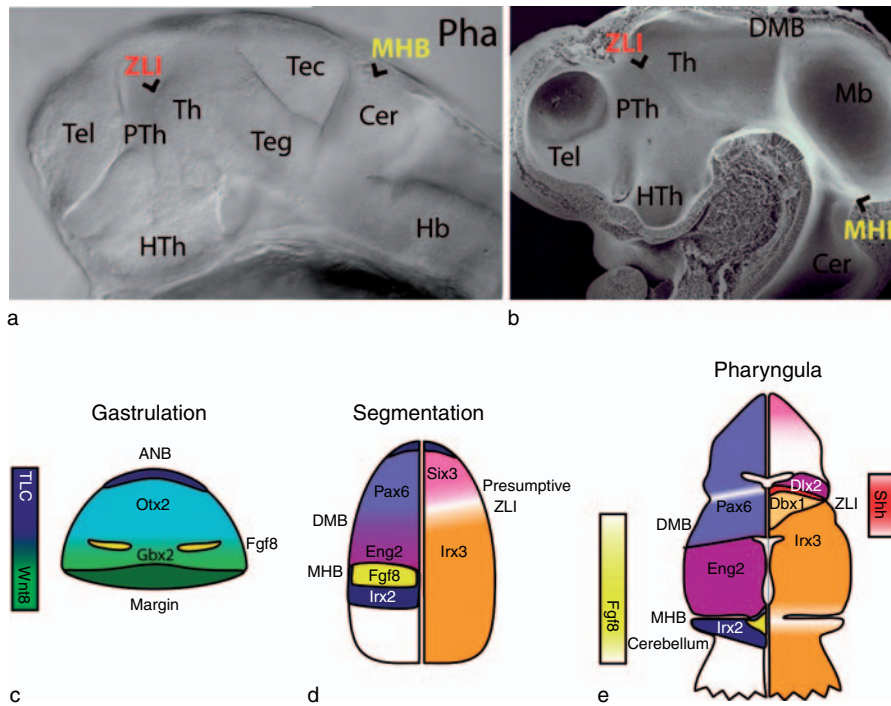 Pha
MHB
ZLI
Tec
Th
Cer
Tel
PTh
Teg
Hb
HTh
a
DMB
ZLI
Th
Mb
PTh
Tel
HTh
MHB
Cer
b
Gastrulation
ANB
TLC
Otx2
Fgf8
Gbx2
Wnt8
Margin
c
Segmentation
Six3
Pax6
Presumptive
ZLI
DMB
Eng2
Irx3
MHB
Fgf8
Irx2
d
Pharyngula
Dlx2
Pax6
Dbx1
ZLI
Shh
DMB
Irx3
Eng2
Fgf8
MHB
Irx2
Cerebellum
e